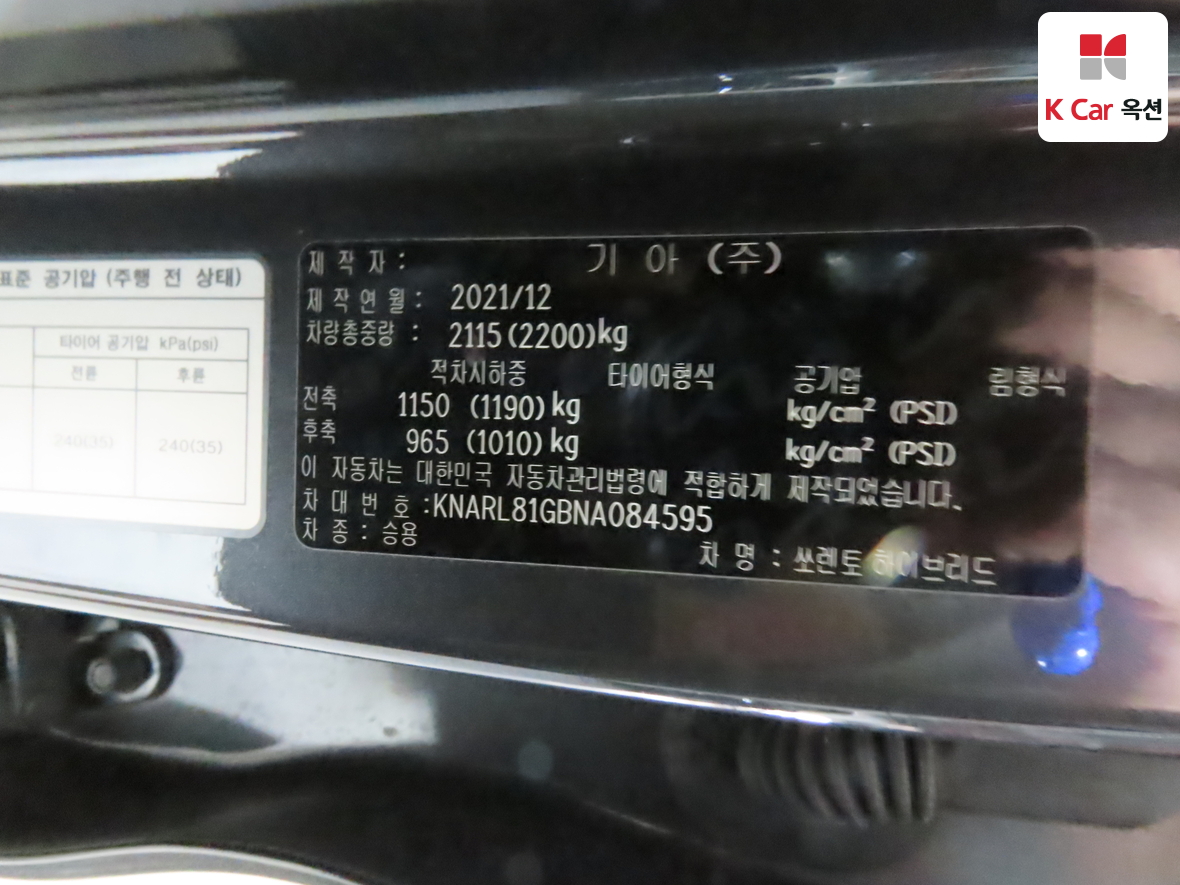 K Car 옥션
표준 공기압 (주행 전 상태)
타이어 공기압 kPa(psi)
전륜 후륜
240(35) 240(35)
제 작 자 : 기 아 (주)
제 작 연 월 : 2021/12
차량총중량 : 2115(2200)kg
적차시하중 타이어형식 공기압 림형식
전축 1150 (1190)kg kg/cm² (PSI)
후축 965 (1010)kg kg/cm² (PSI)
이 자동차는 대한민국 자동차관리법령에 적합하게 제작되었습니다.
차 대 번 호 :KNARL81GBNA084595
차 종 : 승용
차 명 : 쏘렌토 하이브리드